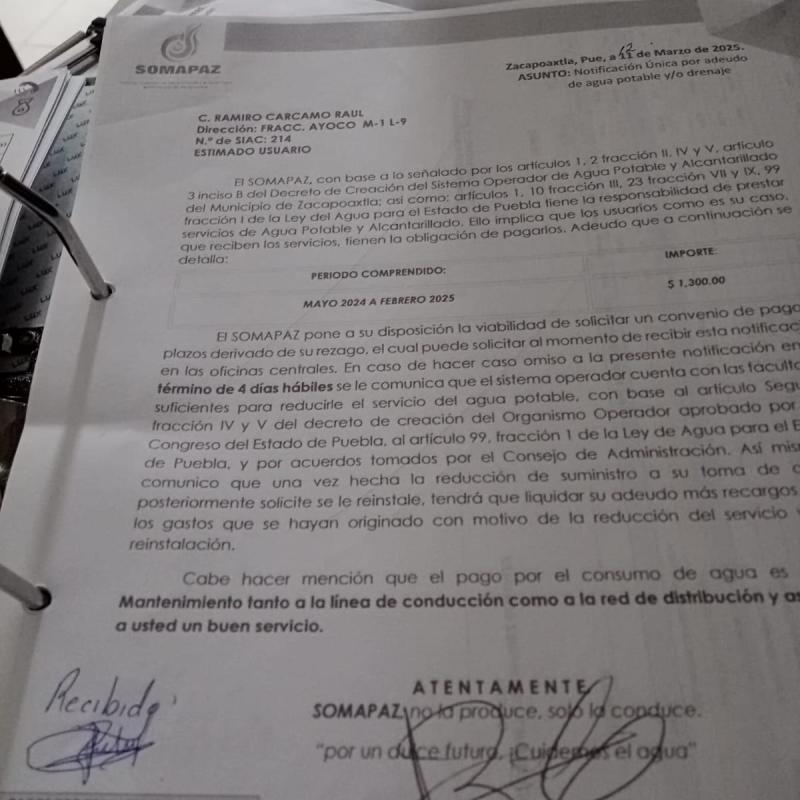 SOMAPAZ
Zacapoaxtla, Pue, a 12 de Marzo de 2025.
ASUNTO: Notificación Única por adeudo
de agua potable y/o drenaje
C. RAMIRO CARCAMO RAUL
Dirección: FRACC. AYOCO M-1 L-9
N.º de SIAC: 214
ESTIMADO USUARIO
El SOMAPAZ, con base a lo señalado por los artículos 1, 2 fracción II, IV y V, artículo
3 inciso B del Decreto de Creación del Sistema Operador de Agua Potable y Alcantarillado
del Municipio de Zacapoaxtla; así como: artículos 1, 10 fracción III, 23 fracción VII y IX, 99
fracción I de la Ley del Agua para el Estado de Puebla tiene la responsabilidad de prestar
servicios de Agua Potable y Alcantarillado. Ello implica que los usuarios como es su caso,
que reciben los servicios, tienen la obligación de pagarlos. Adeudo que a continuación se
detalla:
PERIODO COMPRENDIDO:
IMPORTE:
MAYO 2024 A FEBRERO 2025
$ 1,300.00
El SOMAPAZ pone a su disposición la viabilidad de solicitar un convenio de pago
plazos derivado de su rezago, el cual puede solicitar al momento de recibir esta notificac
en las oficinas centrales. En caso de hacer caso omiso a la presente notificación en
término de 4 días hábiles se le comunica que el sistema operador cuenta con las facult
suficientes para reducirle el servicio del agua potable, con base al artículo Segu
fracción IV y V del decreto de creación del Organismo Operador aprobado por
Congreso del Estado de Puebla, al artículo 99, fracción 1 de la Ley de Agua para el E
de Puebla, y por acuerdos tomados por el Consejo de Administración. Así mism
comunico que una vez hecha la reducción de suministro a su toma de
posteriormente solicite se le reinstale, tendrá que liquidar su adeudo más recargos
los gastos que se hayan originado con motivo de la reducción del servicio
reinstalación.
Cabe hacer mención que el pago por el consumo de agua es
Mantenimiento tanto a la línea de conducción como a la red de distribución y as
a usted un buen servicio.
Recibido
ATENTAMENTE
SOMAPAZ no la produce, solo la conduce.
"por un dulce futuro, ¡Cuidemos el agua"